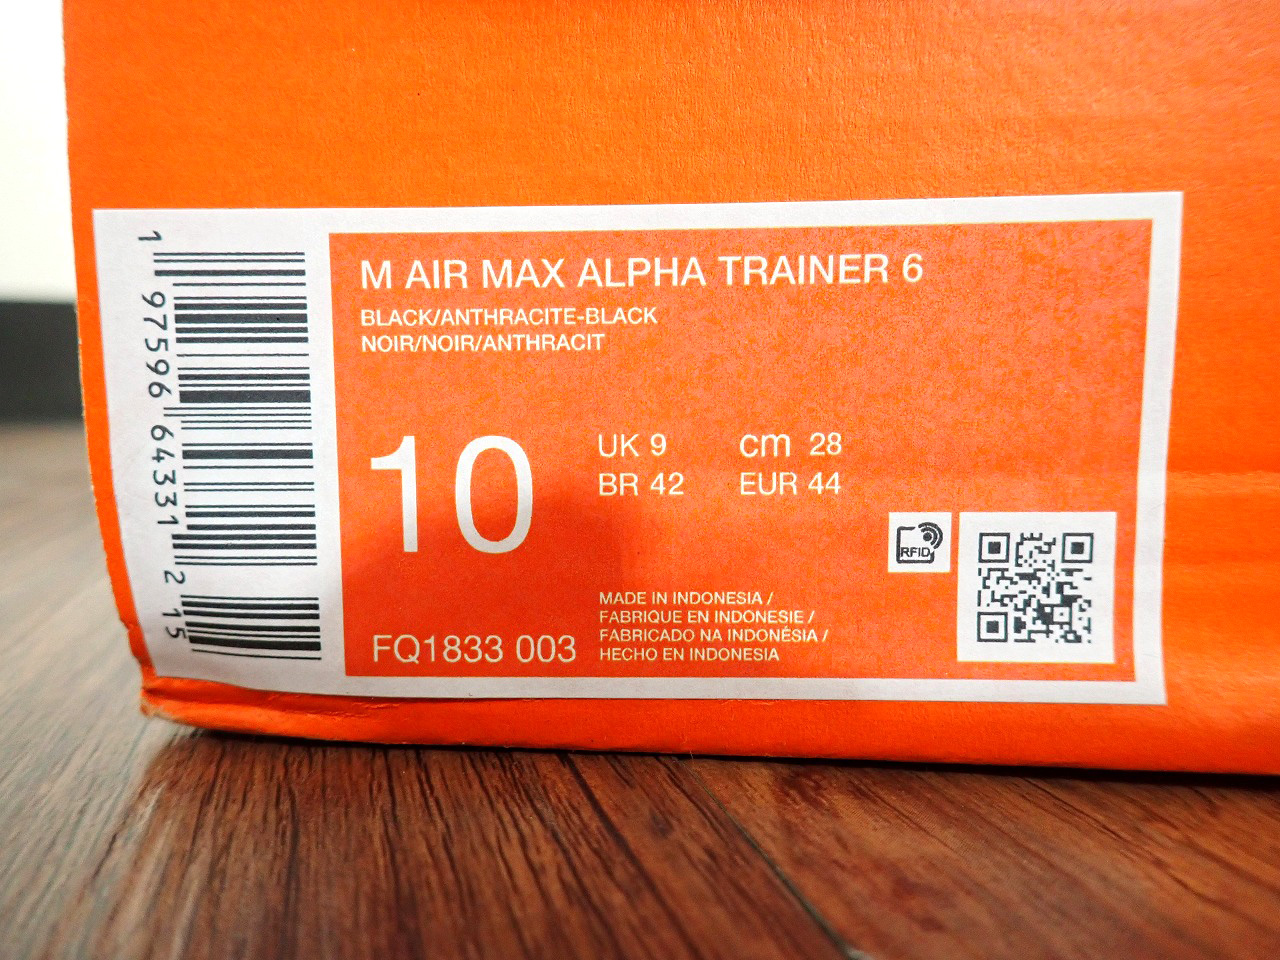 M AIR MAX ALPHA TRAINER 6
BLACK/ANTHRACITE-BLACK
NOIR/NOIR/ANTHRACIT
10
UK 9
cm 28
BR 42
EUR 44
RFID
MADE IN INDONESIA /
FABRIQUE EN INDONESIE /
FABRICADO NA INDONÉSIA /
HECHO EN INDONESIA
FQ1833 003
1 97596 64331 2 15